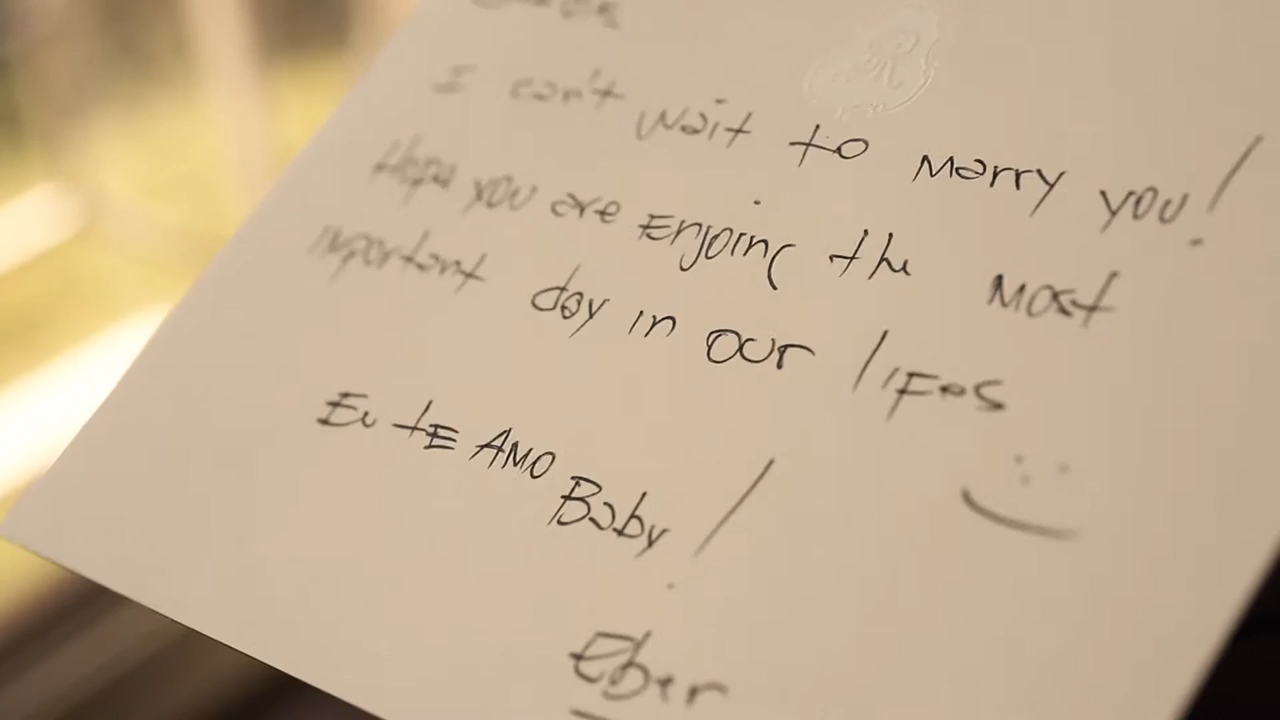 I can't wait to marry you!
Hope you are Enjoing the most
important day in our lifes
Eu tE AMO
Baby!
Eber